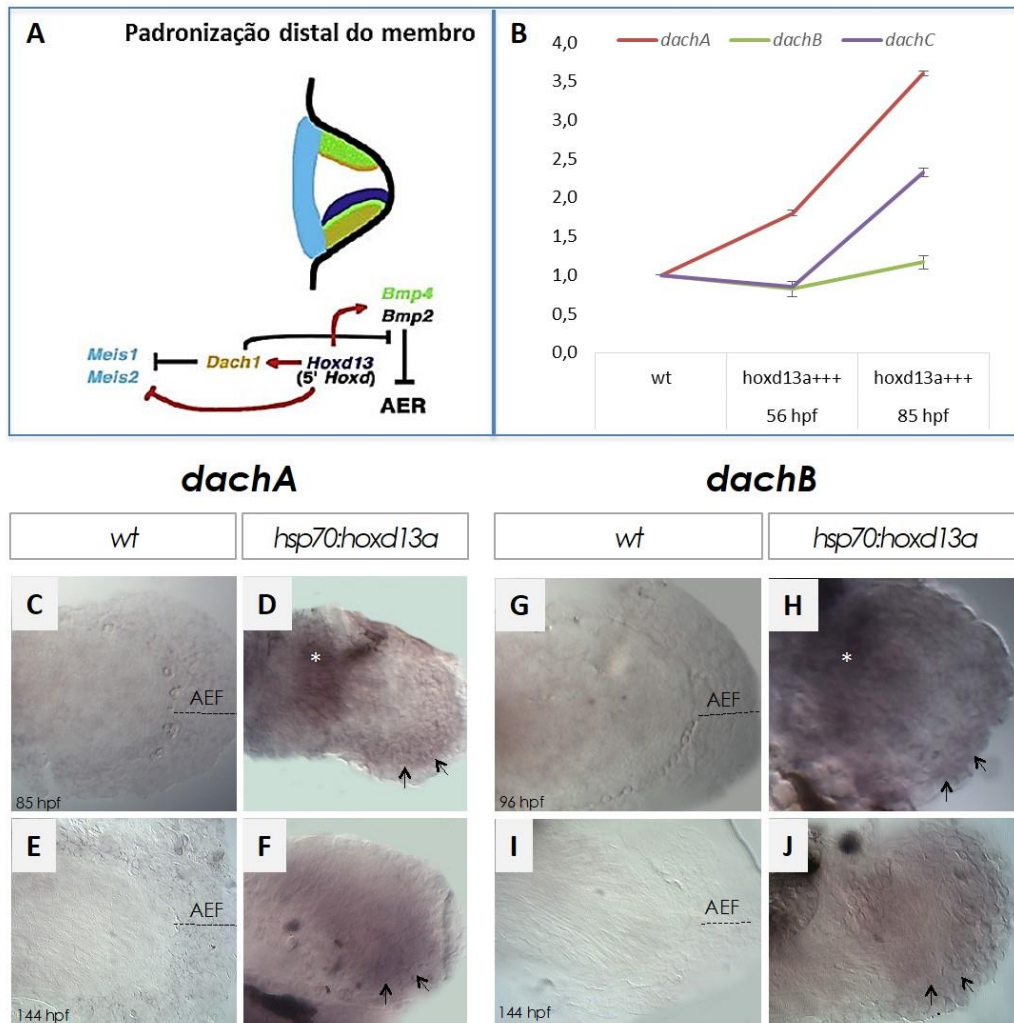 A
Padronização distal do membro
Bmp4
Bmp2
Meis1
Meis2
Dach1
Hoxd13
(5' Hoxd)
AER
B
dachA dachB dachC
4,0
3,5
3,0
2,5
2,0
1,5
1,0
0,5
0,0
wt hoxd13a+++ hoxd13a+++
56 hpf 85 hpf
dachA dachB
wt hsp70:hoxd13a wt hsp70:hoxd13a
C
AEF
85 hpf
D
*
G
AEF
96 hpf
H
*
E
AEF
144 hpf
F
I
AEF
144 hpf
J